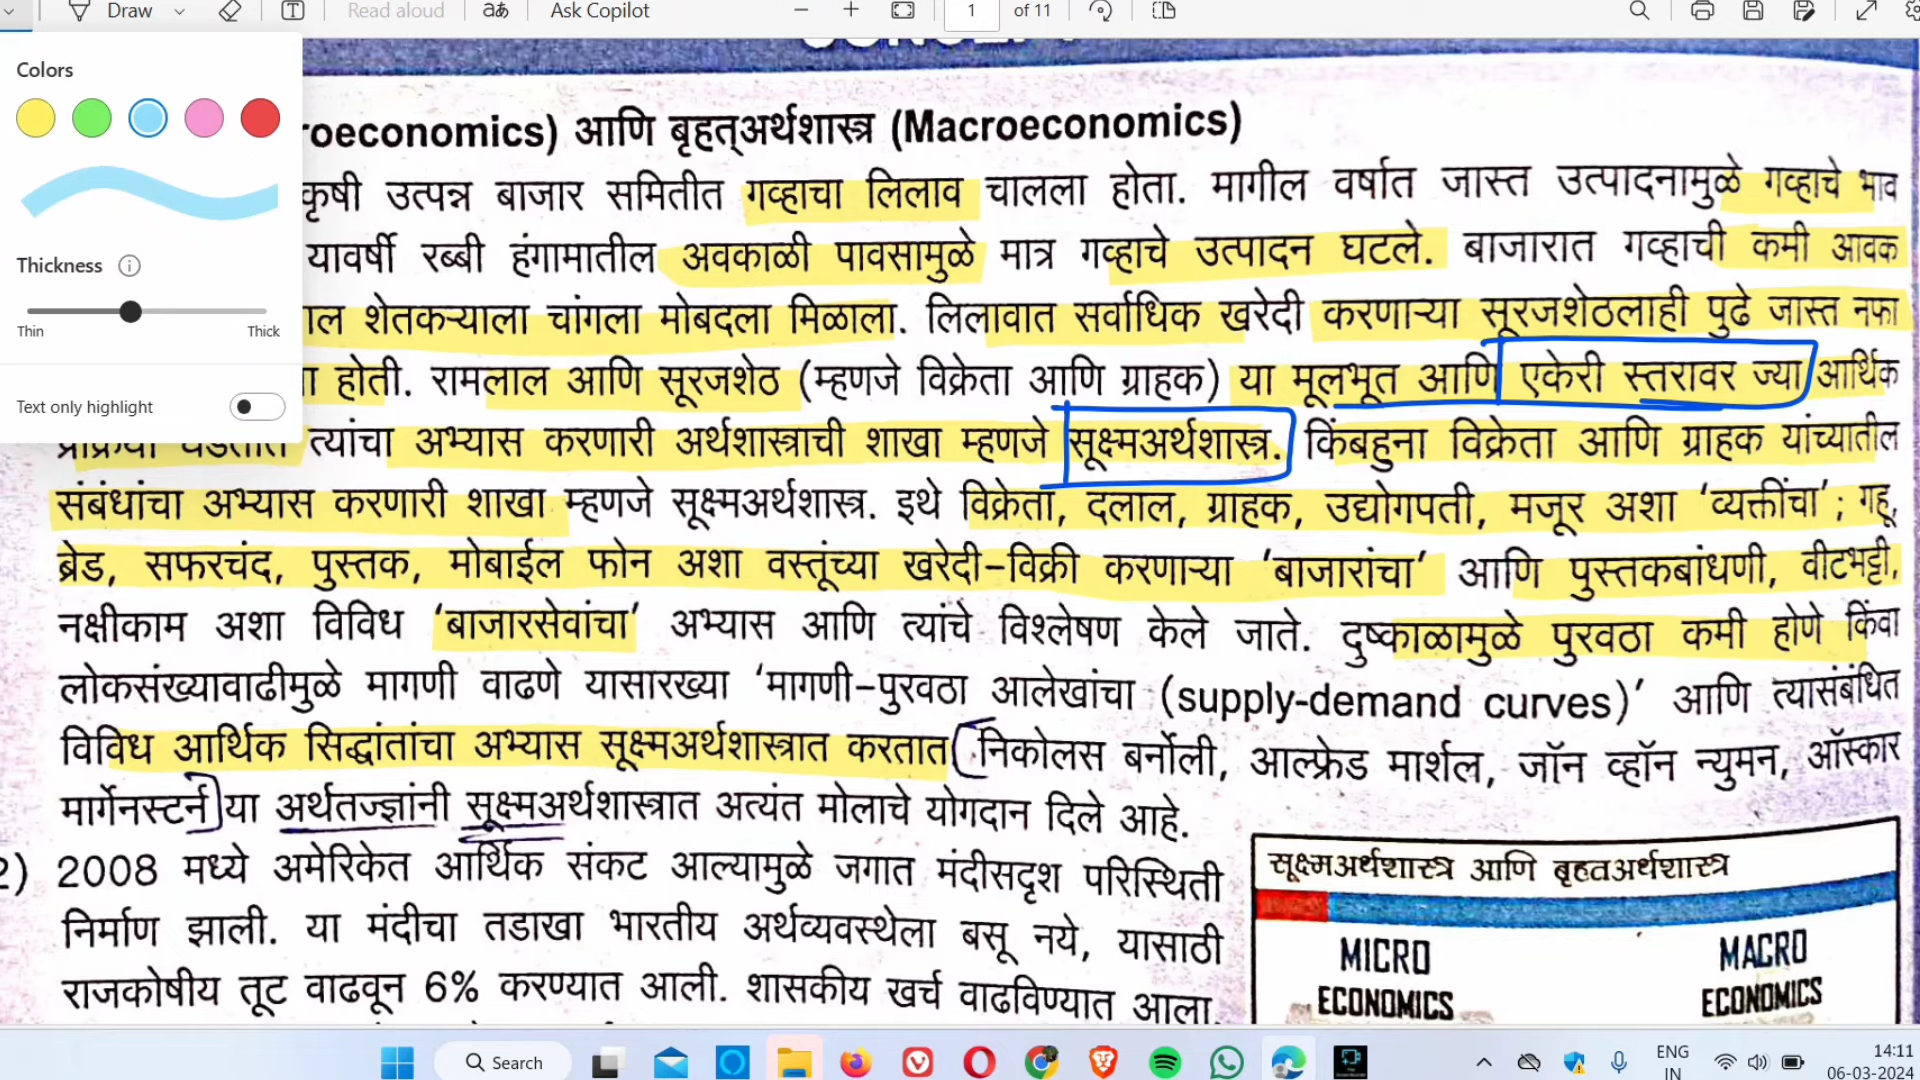 Draw
Read aloud
aあ
Ask Copilot
1
of 11
Colors
Thickness
Thin
Thick
Text only highlight
roeconomics) आणि बृहत्अर्थशास्त्र (Macroeconomics)
कृषी उत्पन्न बाजार समितीत गव्हाचा लिलाव चालला होता. मागील वर्षात जास्त उत्पादनामुळे गव्हाचे भाव
यावर्षी रब्बी हंगामातील अवकाळी पावसामुळे मात्र गव्हाचे उत्पादन घटले. बाजारात गव्हाची कमी आवक
ाल शेतकऱ्याला चांगला मोबदला मिळाला. लिलावात सर्वाधिक खरेदी करणाऱ्या सूरजशेठलाही पुढे जास्त नफा
होती. रामलाल आणि सूरजशेठ (म्हणजे विक्रेता आणि ग्राहक) या मूलभूत आणि एकेरी स्तरावर ज्या आर्थिक
प्रक्रिया घडतात त्यांचा अभ्यास करणारी अर्थशास्त्राची शाखा म्हणजे सूक्ष्मअर्थशास्त्र. किंबहुना विक्रेता आणि ग्राहक यांच्यातील
संबंधांचा अभ्यास करणारी शाखा म्हणजे सूक्ष्मअर्थशास्त्र. इथे विक्रेता, दलाल, ग्राहक, उद्योगपती, मजूर अशा ‘व्यक्तींचा’; गहू,
ब्रेड, सफरचंद, पुस्तक, मोबाईल फोन अशा वस्तूंच्या खरेदी-विक्री करणाऱ्या ‘बाजारांचा’ आणि पुस्तकबांधणी, वीटभट्टी,
नक्षीकाम अशा विविध ‘बाजारसेवांचा’ अभ्यास आणि त्यांचे विश्लेषण केले जाते. दुष्काळामुळे पुरवठा कमी होणे किंवा
लोकसंख्यावाढीमुळे मागणी वाढणे यासारख्या ‘मागणी-पुरवठा आलेखांचा (supply-demand curves)’ आणि त्यासंबंधित
विविध आर्थिक सिद्धांतांचा अभ्यास सूक्ष्मअर्थशास्त्रात करतात. निकोलस बर्नोली, आल्फ्रेड मार्शल, जॉन व्हॉन न्युमन, ऑस्कार
मार्गेनस्टर्न या अर्थतज्ज्ञांनी सूक्ष्मअर्थशास्त्रात अत्यंत मोलाचे योगदान दिले आहे.
2) 2008 मध्ये अमेरिकेत आर्थिक संकट आल्यामुळे जगात मंदीसदृश परिस्थिती
निर्माण झाली. या मंदीचा तडाखा भारतीय अर्थव्यवस्थेला बसू नये, यासाठी
राजकोषीय तूट वाढवून 6% करण्यात आली. शासकीय खर्च वाढविण्यात आला.
सूक्ष्मअर्थशास्त्र आणि बृहतअर्थशास्त्र
MICRO
ECONOMICS
MACRO
ECONOMICS
Search
ENG
IN
14:11
06-03-2024